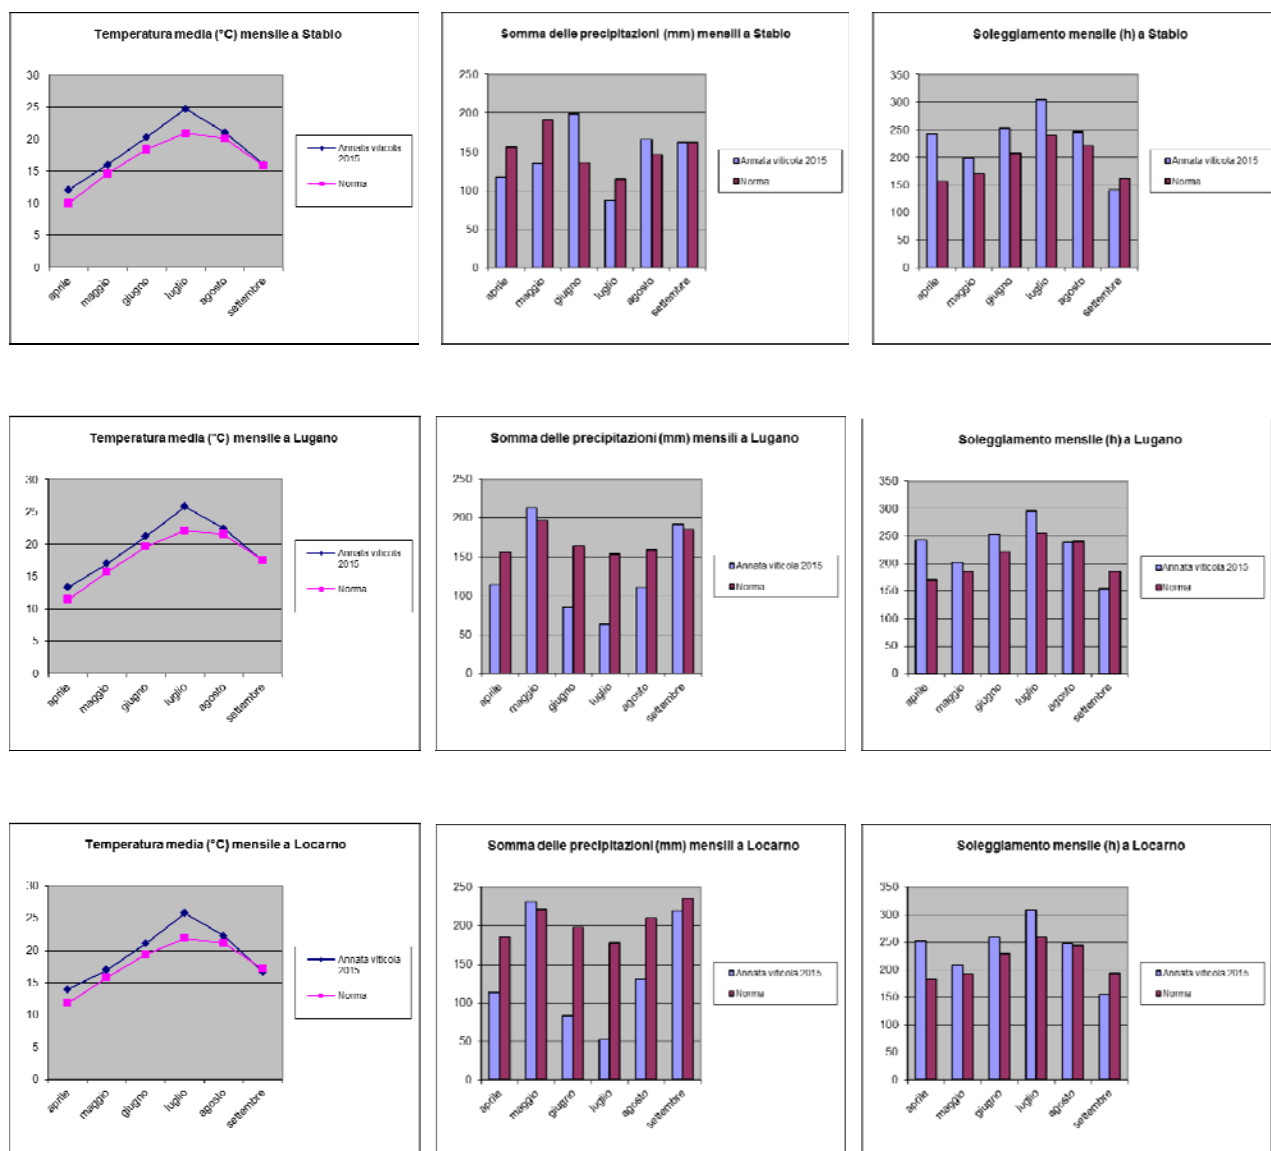 Temperatura media (°C) mensile a Stabio
30
25
20
15
10
5
0
aprile
maggio
giugno
luglio
agosto
settembre
Annata viticola
2015
Norma
Somma delle precipitazioni (mm) mensili a Stabio
250
200
150
100
50
0
aprile
maggio
giugno
luglio
agosto
settembre
Annata viticola 2015
Norma
Soleggiamento mensile (h) a Stabio
350
300
250
200
150
100
50
0
aprile
maggio
giugno
luglio
agosto
settembre
Annata viticola 2015
Norma
Temperatura media (°C) mensile a Lugano
30
25
20
15
10
5
0
aprile
maggio
giugno
luglio
agosto
settembre
Annata viticola
2015
Norma
Somma delle precipitazioni (mm) mensili a Lugano
250
200
150
100
50
0
aprile
maggio
giugno
luglio
agosto
settembre
Annata viticola 2015
Norma
Soleggiamento mensile (h) a Lugano
350
300
250
200
150
100
50
0
aprile
maggio
giugno
luglio
agosto
settembre
Annata viticola 2015
Norma
Temperatura media (°C) mensile a Locarno
30
25
20
15
10
5
0
aprile
maggio
giugno
luglio
agosto
settembre
Annata viticola
2015
Norma
Somma delle precipitazioni (mm) mensili a Locarno
250
200
150
100
50
0
aprile
maggio
giugno
luglio
agosto
settembre
Annata viticola 2015
Norma
Soleggiamento mensile (h) a Locarno
350
300
250
200
150
100
50
0
aprile
maggio
giugno
luglio
agosto
settembre
Annata viticola 2015
Norma